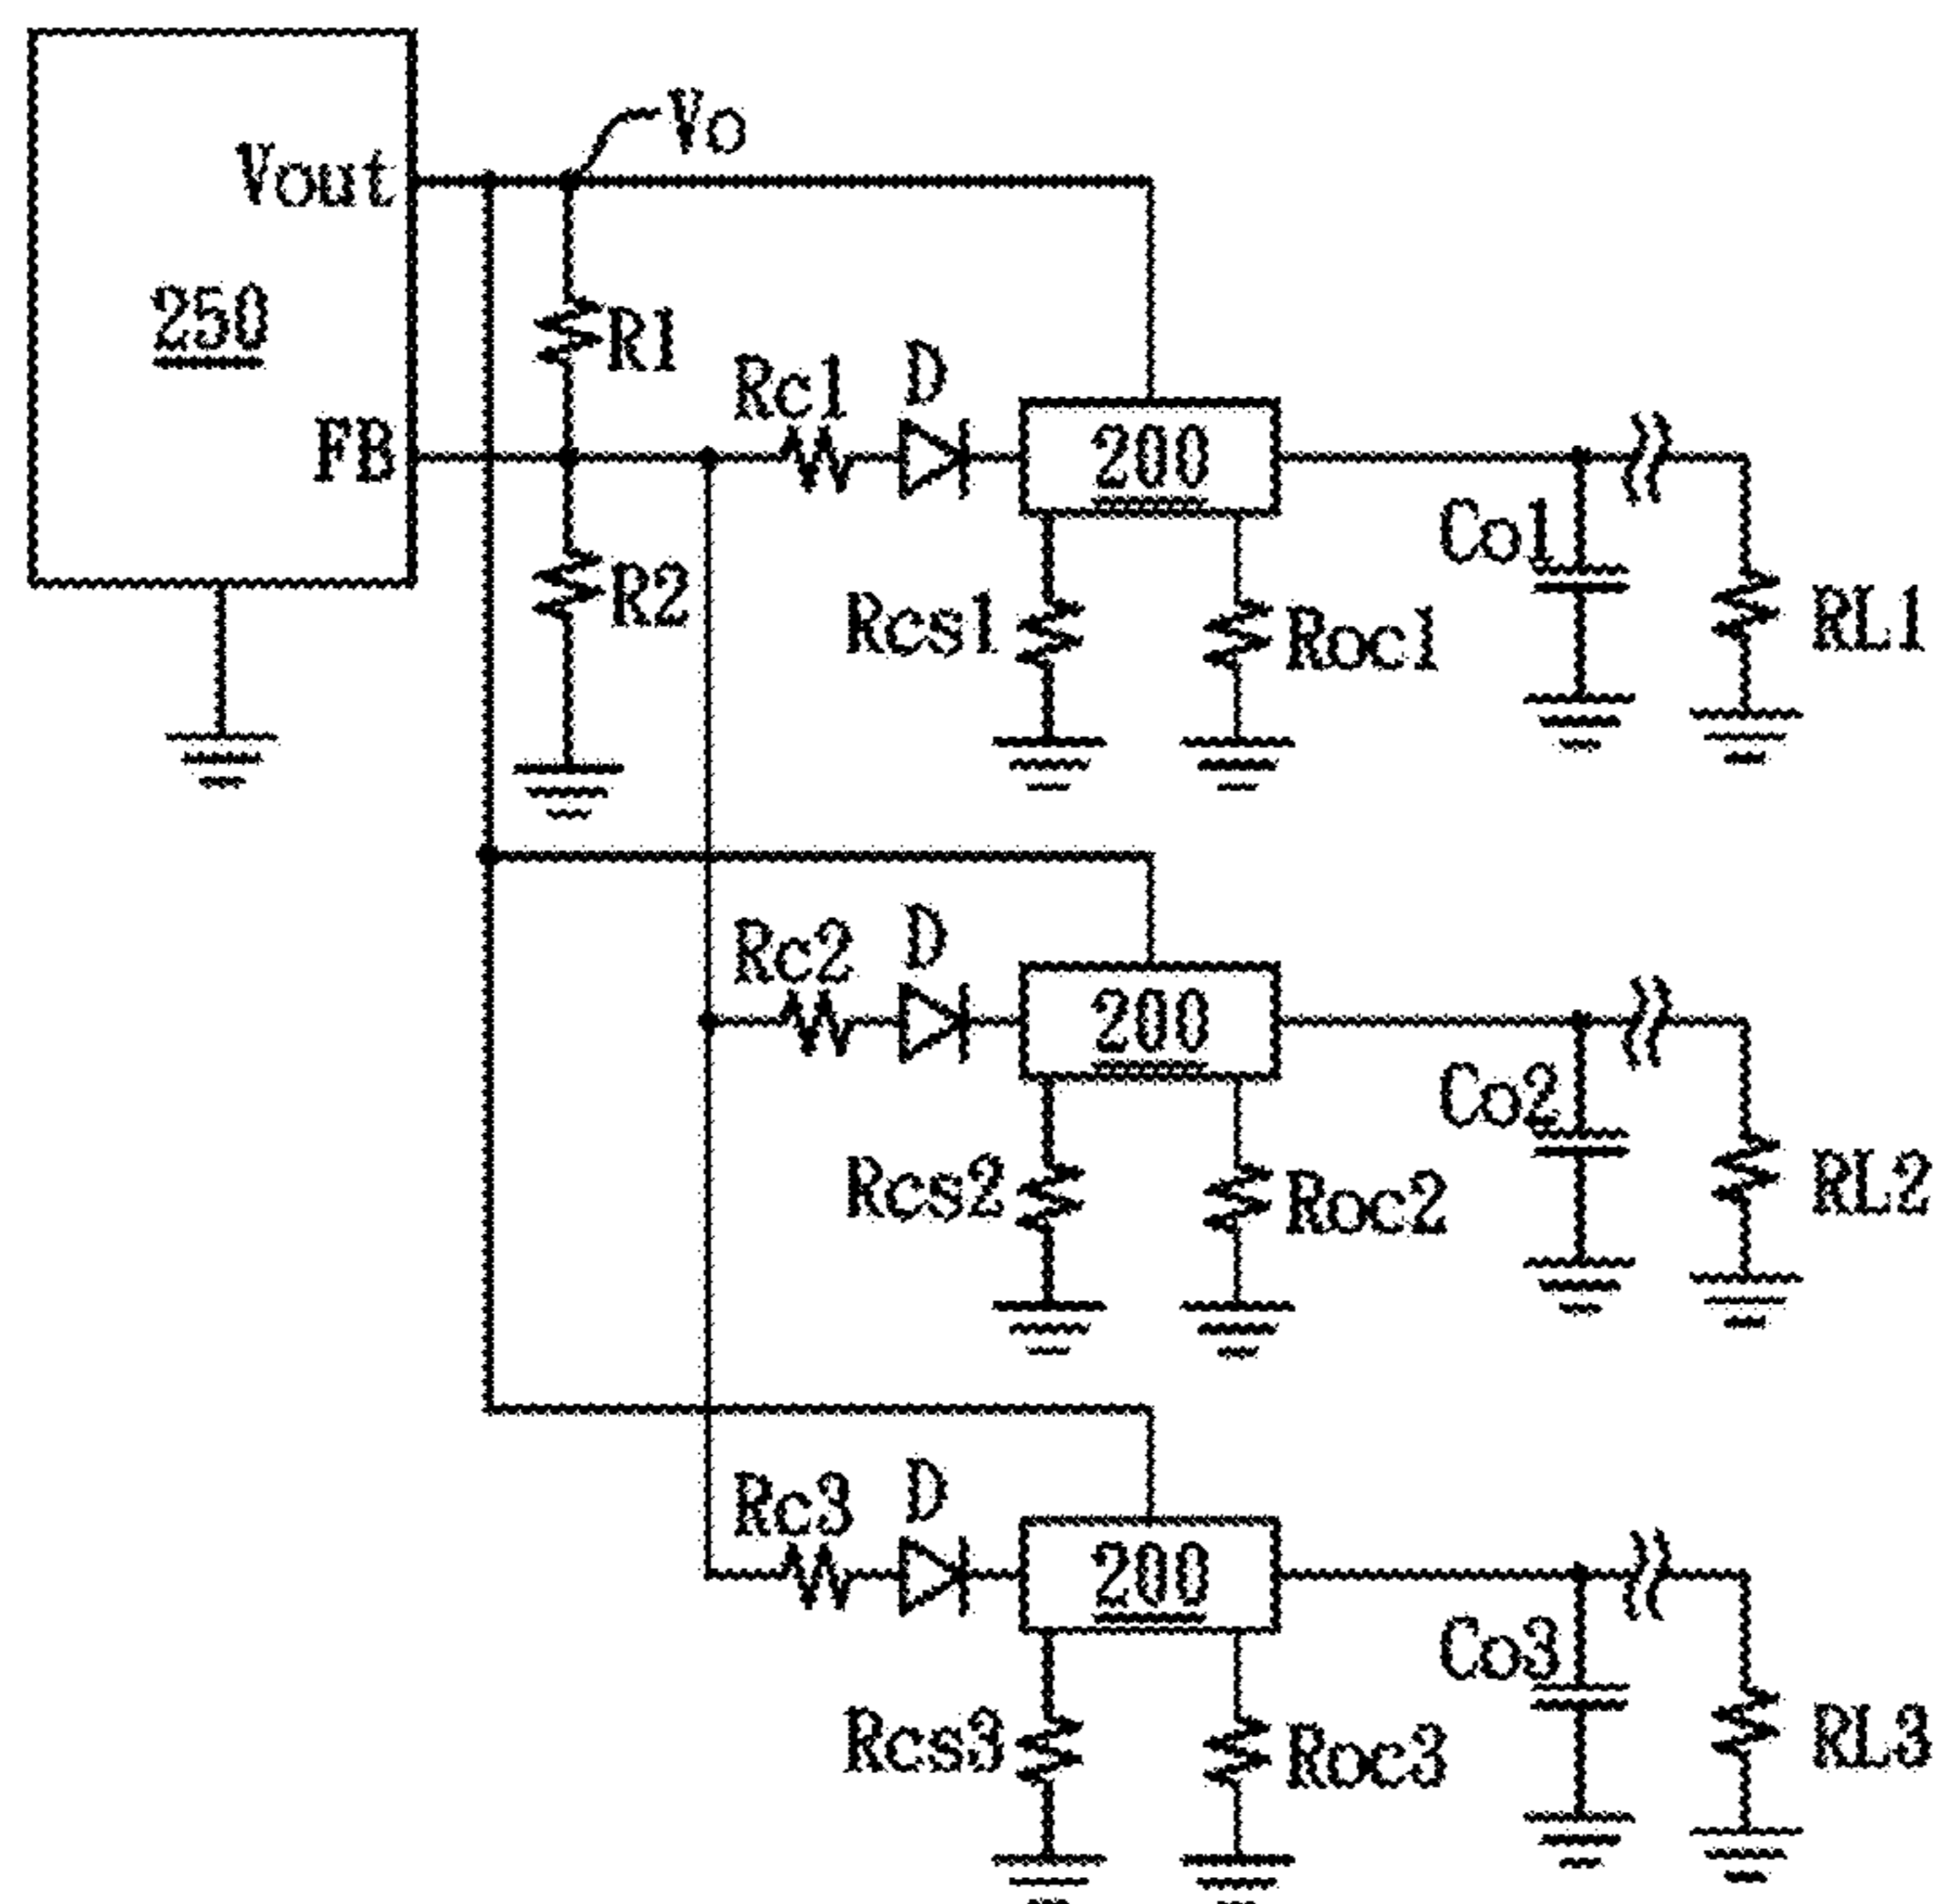 Vo
Vout
250
R1
FB
Rc1
D
200
R2
Rcs1
Roc1
Co1
RL1
Rc2
D
200
Rcs2
Roc2
Co2
RL2
Rc3
D
200
Rcs3
Roc3
Co3
RL3